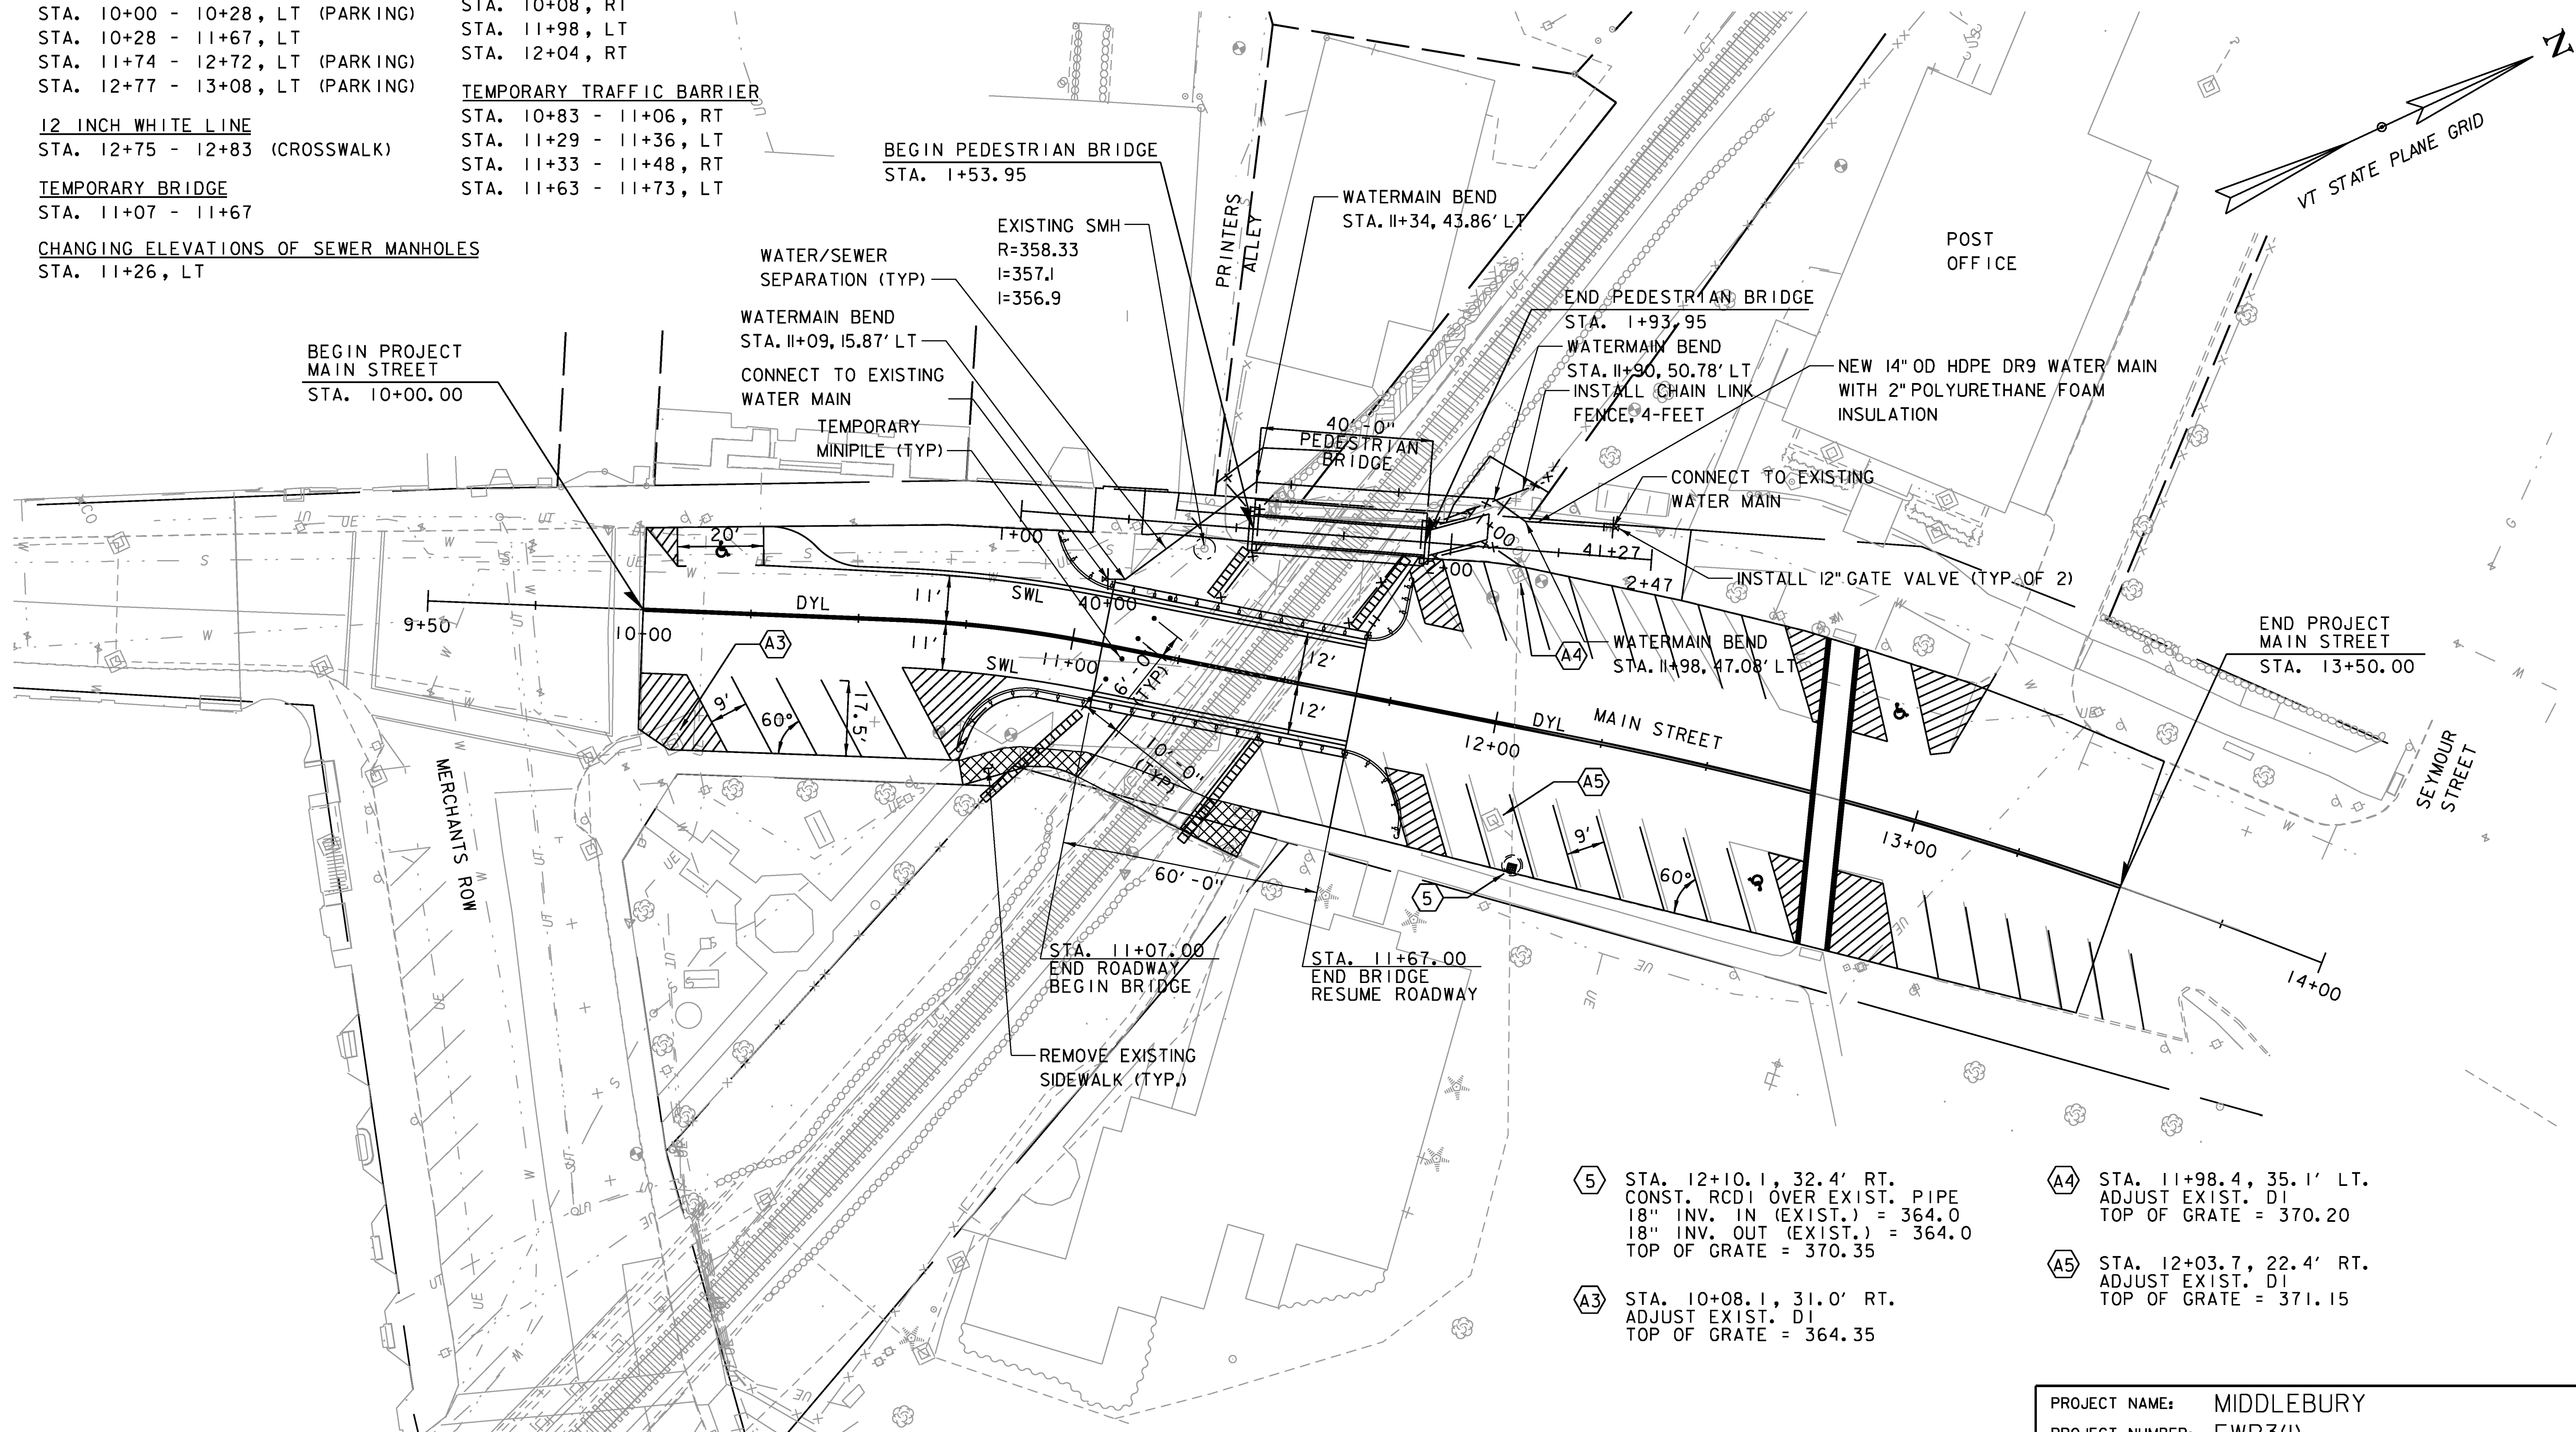 STA. 10+00 - 10+28, LT (PARKING)
STA. 10+28 - 11+67, LT
STA. 11+74 - 12+72, LT (PARKING)
STA. 12+77 - 13+08, LT (PARKING)
12 INCH WHITE LINE
STA. 12+75 - 12+83 (CROSSWALK)
TEMPORARY BRIDGE
STA. 11+07 - 11+67
CHANGING ELEVATIONS OF SEWER MANHOLES
STA. 11+26, LT
STA. 10+08, RT
STA. 11+98, LT
STA. 12+04, RT
TEMPORARY TRAFFIC BARRIER
STA. 10+83 - 11+06, RT
STA. 11+29 - 11+36, LT
STA. 11+33 - 11+48, RT
STA. 11+63 - 11+73, LT
BEGIN PEDESTRIAN BRIDGE
STA. 1+53.95
EXISTING SMH
R=358.33
I=357.1
I=356.9
WATER/SEWER
SEPARATION (TYP)
WATERMAIN BEND
STA. 11+09, 15.87' LT
CONNECT TO EXISTING
WATER MAIN
TEMPORARY
MINIPILE (TYP)
BEGIN PROJECT
MAIN STREET
STA. 10+00.00
PRINTERS
ALLEY
WATERMAIN BEND
STA. 11+34, 43.86' LT
END PEDESTRIAN BRIDGE
STA. 1+93.95
WATERMAIN BEND
STA. 11+90, 50.78' LT
INSTALL CHAIN LINK
FENCE, 4-FEET
NEW 14" OD HDPE DR9 WATER MAIN
WITH 2" POLYURETHANE FOAM
INSULATION
POST
OFFICE
N
VT STATE PLANE GRID
40'-0"
PEDESTRIAN
BRIDGE
CONNECT TO EXISTING
WATER MAIN
INSTALL 12" GATE VALVE (TYP. OF 2)
WATERMAIN BEND
STA. 11+98, 47.08' LT
END PROJECT
MAIN STREET
STA. 13+50.00
20'
1+00
2+00
41+27
2+47
9+50
10+00
DYL
11'
11'
SWL
SWL
40+00
11+00
6'-0"
(TYP)
12'
12'
10'-0"
(TYP)
A3
A4
A5
5
9'
60°
17.5'
12+00
DYL
MAIN STREET
9'
60°
13+00
14+00
SEYMOUR
STREET
MERCHANTS ROW
60'-0"
STA. 11+07.00
END ROADWAY
BEGIN BRIDGE
STA. 11+67.00
END BRIDGE
RESUME ROADWAY
REMOVE EXISTING
SIDEWALK (TYP.)
5 STA. 12+10.1, 32.4' RT.
CONST. RCDI OVER EXIST. PIPE
18" INV. IN (EXIST.) = 364.0
18" INV. OUT (EXIST.) = 364.0
TOP OF GRATE = 370.35
A3 STA. 10+08.1, 31.0' RT.
ADJUST EXIST. DI
TOP OF GRATE = 364.35
A4 STA. 11+98.4, 35.1' LT.
ADJUST EXIST. DI
TOP OF GRATE = 370.20
A5 STA. 12+03.7, 22.4' RT.
ADJUST EXIST. DI
TOP OF GRATE = 371.15
PROJECT NAME: MIDDLEBURY